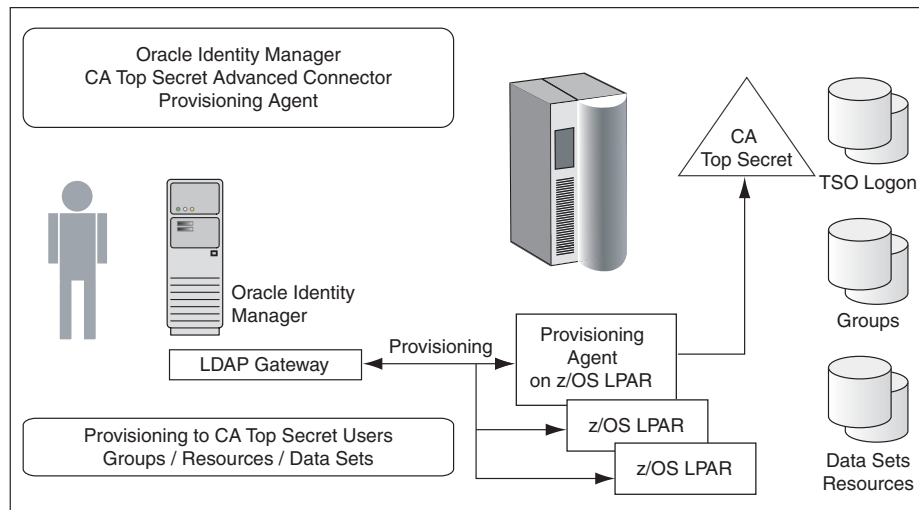 Oracle Identity Manager
CA Top Secret Advanced Connector
Provisioning Agent
CA
Top Secret
TSO Logon
Oracle Identity
Manager
Groups
LDAP Gateway
Provisioning
Provisioning
Agent
on z/OS LPAR
z/OS LPAR
z/OS LPAR
Provisioning to CA Top Secret Users
Groups / Resources / Data Sets
Data Sets
Resources